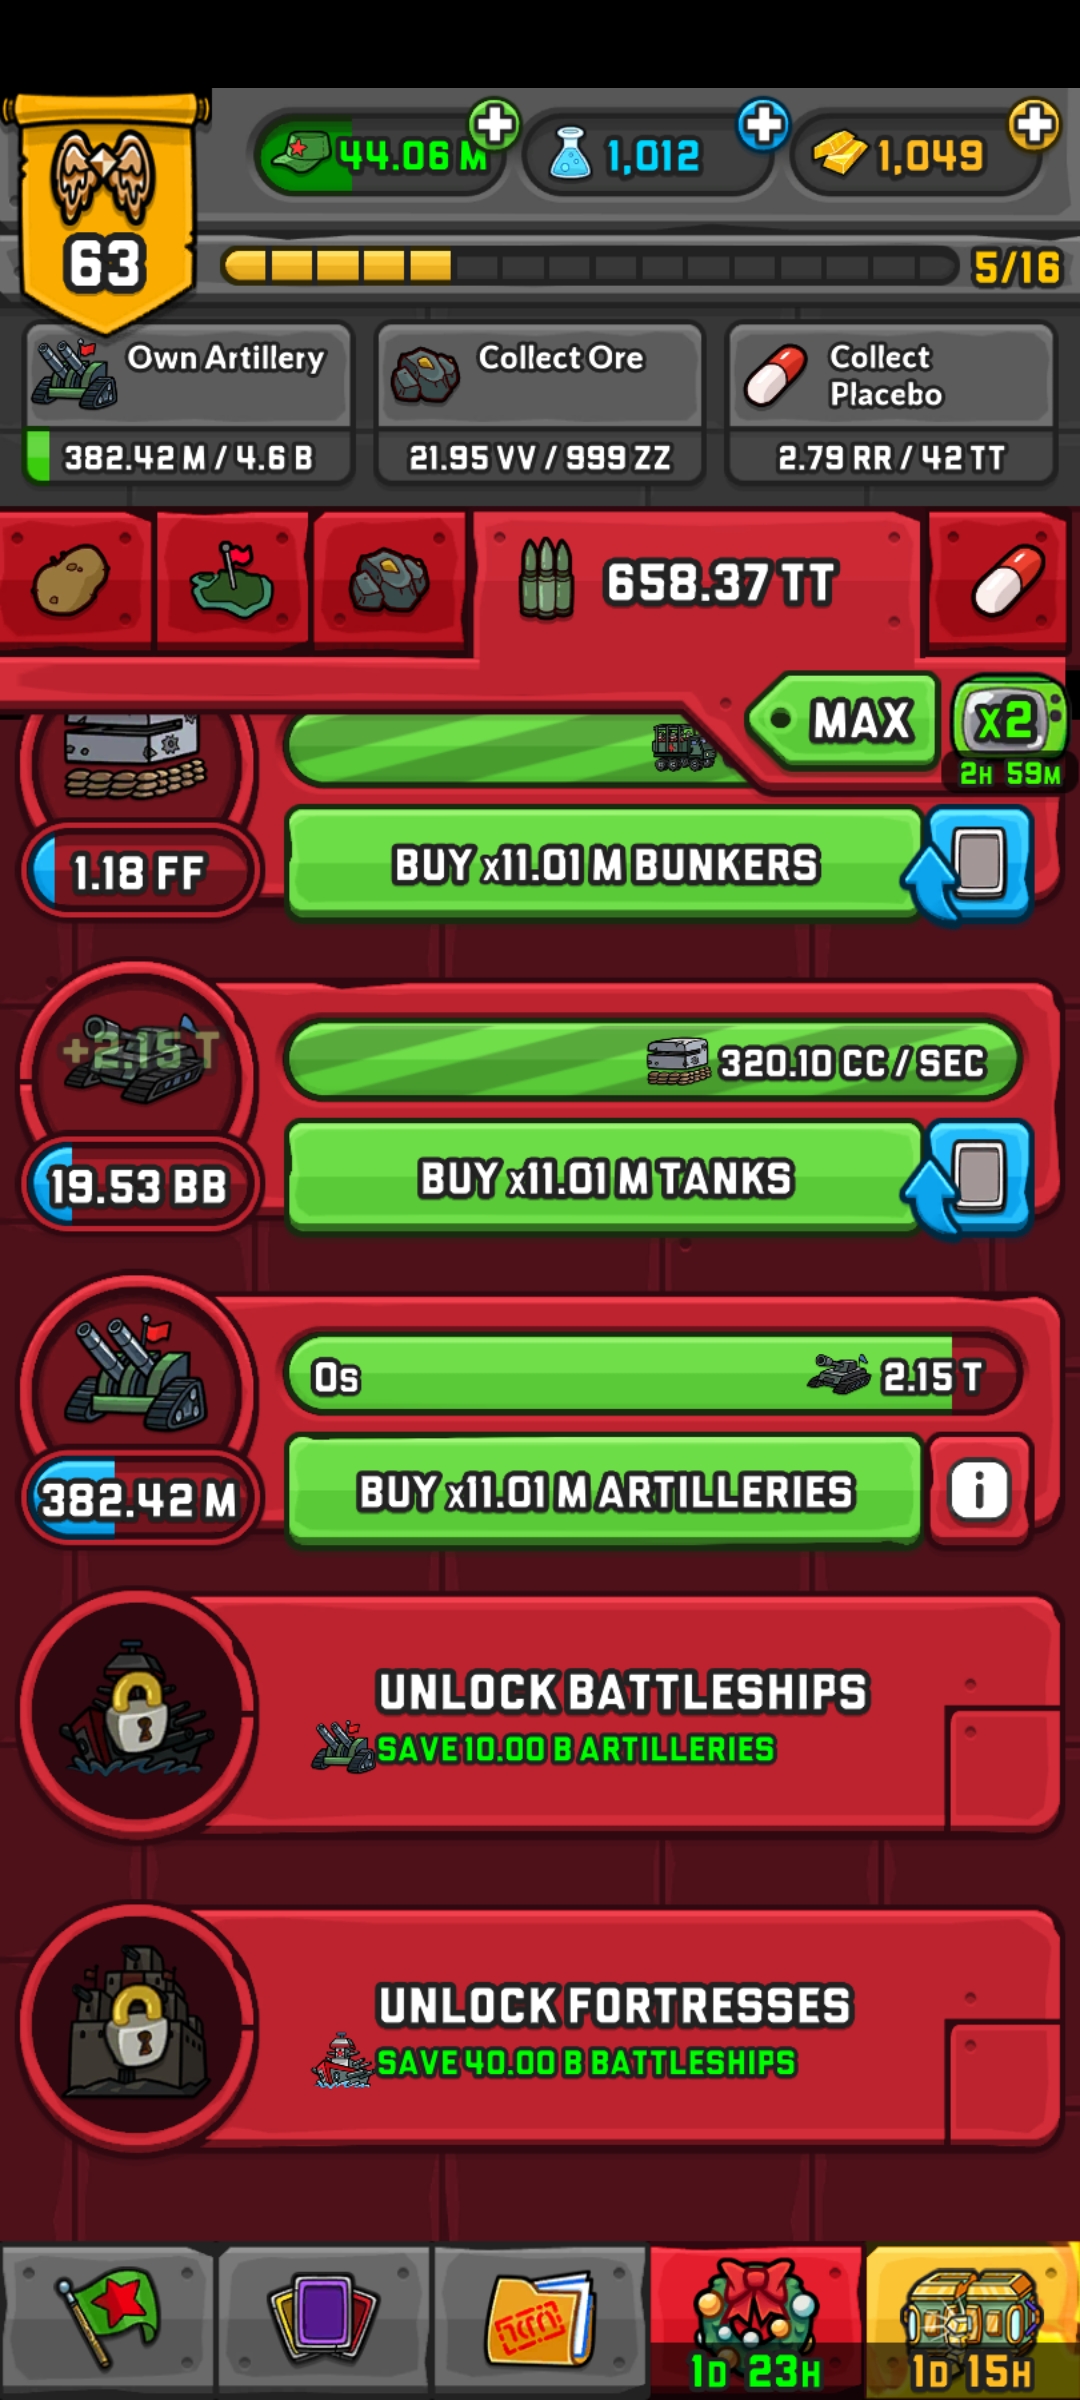 44.06 M
1,012
1,049
63
5/16
Own Artillery
382.42 M / 4.6 B
Collect Ore
21.95 VV / 999 ZZ
Collect
Placebo
2.79 RR / 42 TT
658.37 TT
MAX
x2
2H 59M
1.18 FF
BUY x11.01 M BUNKERS
+2.15 T
320.10 CC / SEC
19.53 BB
BUY x11.01 M TANKS
0s
2.15 T
382.42 M
BUY x11.01 M ARTILLERIES
i
UNLOCK BATTLESHIPS
SAVE 10.00 B ARTILLERIES
UNLOCK FORTRESSES
SAVE 40.00 B BATTLESHIPS
1D 23H
1D 15H